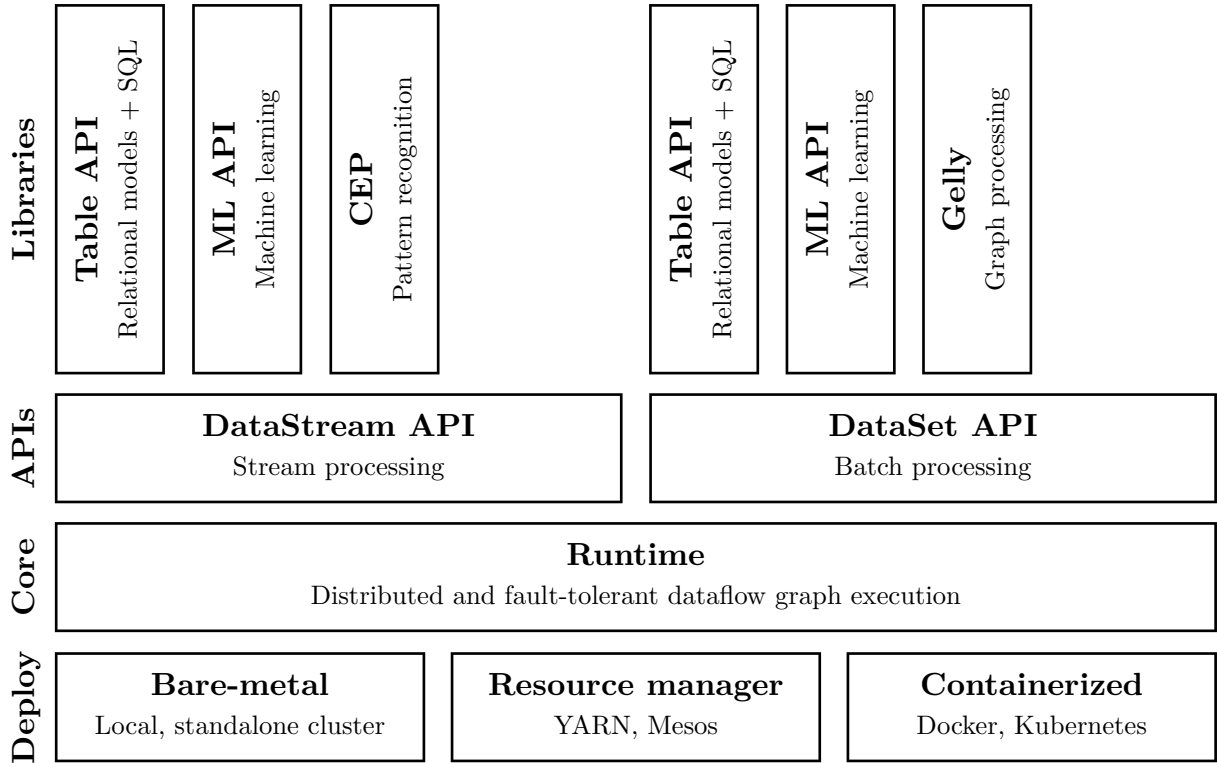 Libraries
Table API
Relational models + SQL
ML API
Machine learning
CEP
Pattern recognition
Table API
Relational models + SQL
ML API
Machine learning
Gelly
Graph processing
APIs
DataStream API
Stream processing
DataSet API
Batch processing
Core
Runtime
Distributed and fault-tolerant dataflow graph execution
Deploy
Bare-metal
Local, standalone cluster
Resource manager
YARN, Mesos
Containerized
Docker, Kubernetes